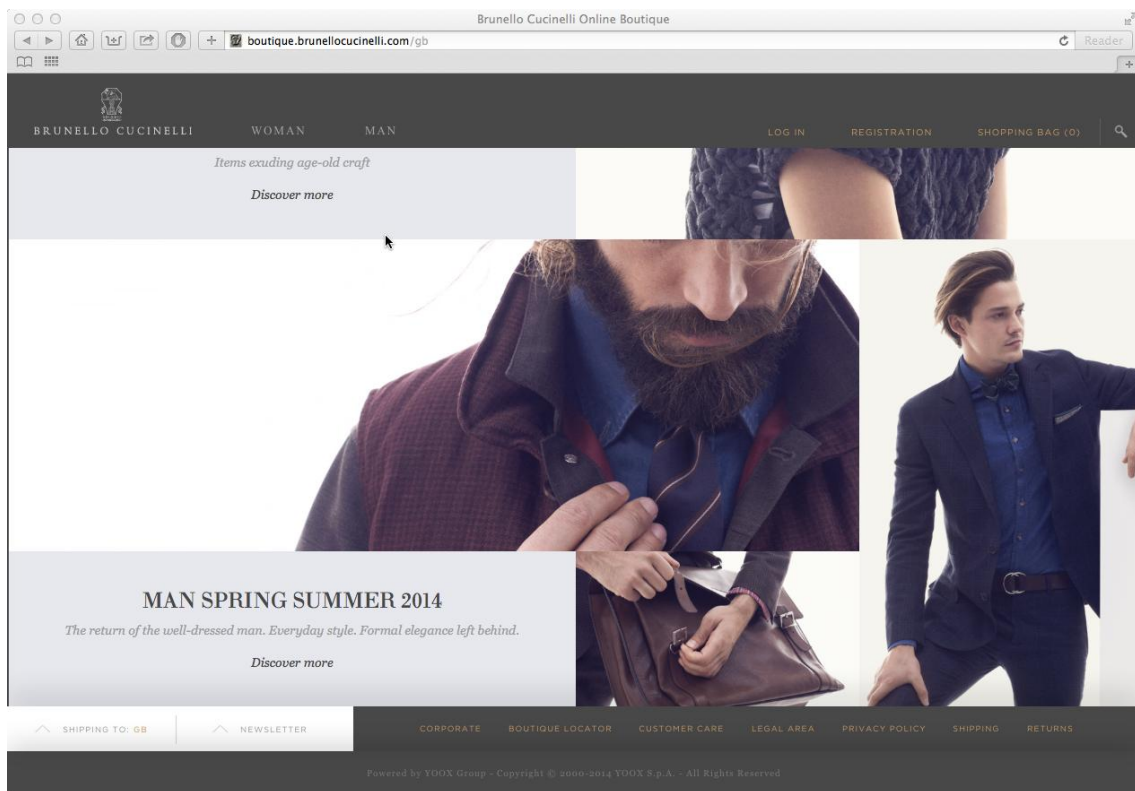 Brunello Cucinelli Online Boutique
boutique.brunellocucinelli.com/gb
Reader
BRUNELLO CUCINELLI
WOMAN
MAN
LOG IN
REGISTRATION
SHOPPING BAG (0)
Items exuding age-old craft
Discover more
MAN SPRING SUMMER 2014
The return of the well-dressed man. Everyday style. Formal elegance left behind.
Discover more
SHIPPING TO: GB
NEWSLETTER
CORPORATE
BOUTIQUE LOCATOR
CUSTOMER CARE
LEGAL AREA
PRIVACY POLICY
SHIPPING
RETURNS
Powered by YOOX Group - Copyright © 2000-2014 YOOX S.p.A. - All Rights Reserved